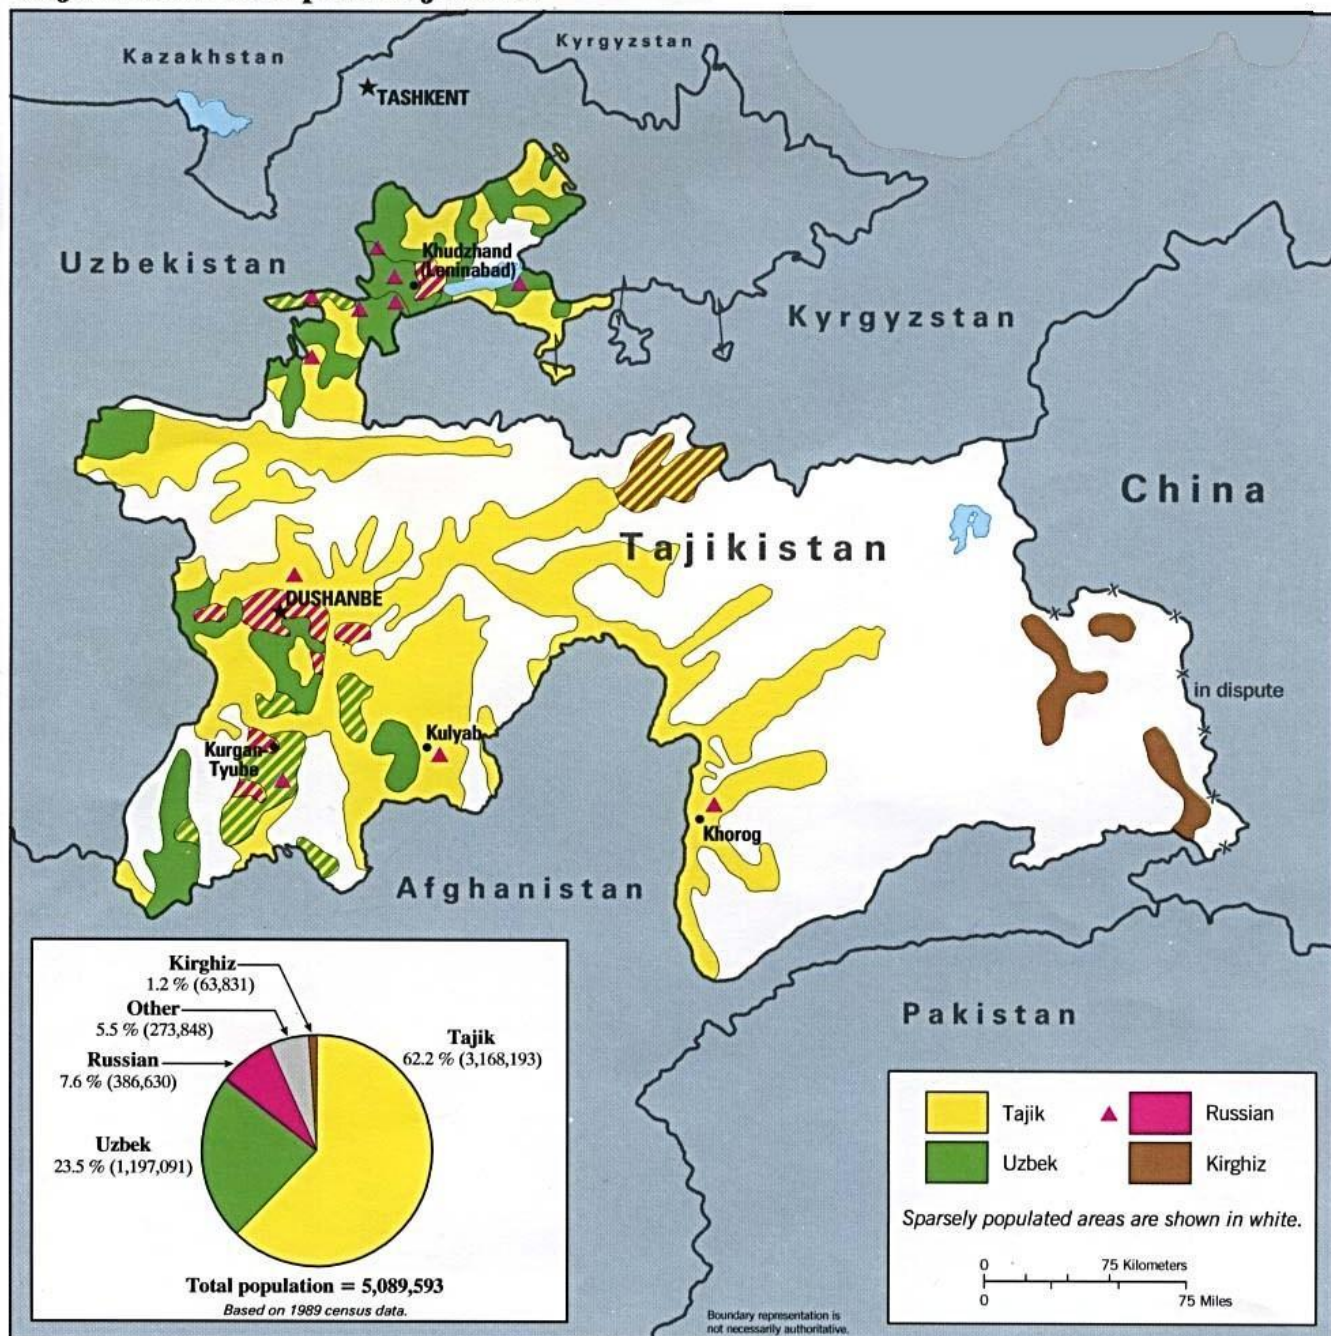 Kazakhstan
Kyrgyzstan
TASHKENT
Uzbekistan
Khudzhand
(Leninabad)
Kyrgyzstan
China
Tajikistan
DUSHANBE
in dispute
Kurgan-
Tyube
Kulyab
Khorog
Afghanistan
Pakistan
Kirghiz
1.2 % (63,831)
Other
5.5 % (273,848)
Russian
7.6 % (386,630)
Uzbek
23.5 % (1,197,091)
Tajik
62.2 % (3,168,193)
Total population = 5,089,593
Based on 1989 census data.
Tajik
Russian
Uzbek
Kirghiz
Sparsely populated areas are shown in white.
0 75 Kilometers
0 75 Miles
Boundary representation is
not necessarily authoritative.